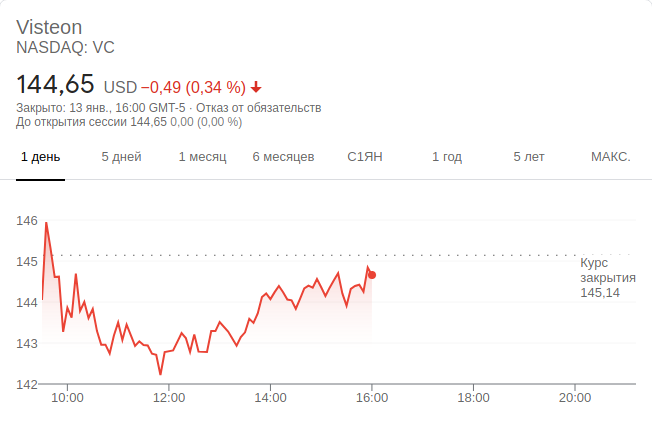 Visteon
NASDAQ: VC
144,65 USD −0,49 (0,34 %)
Закрыто: 13 янв., 16:00 GMT-5 · Отказ от обязательств
До открытия сессии 144,65 0,00 (0,00 %)
1 день 5 дней 1 месяц 6 месяцев С1ЯН 1 год 5 лет МАКС.
146
145
144
143
142
Курс
закрытия
145,14
10:00 12:00 14:00 16:00 18:00 20:00